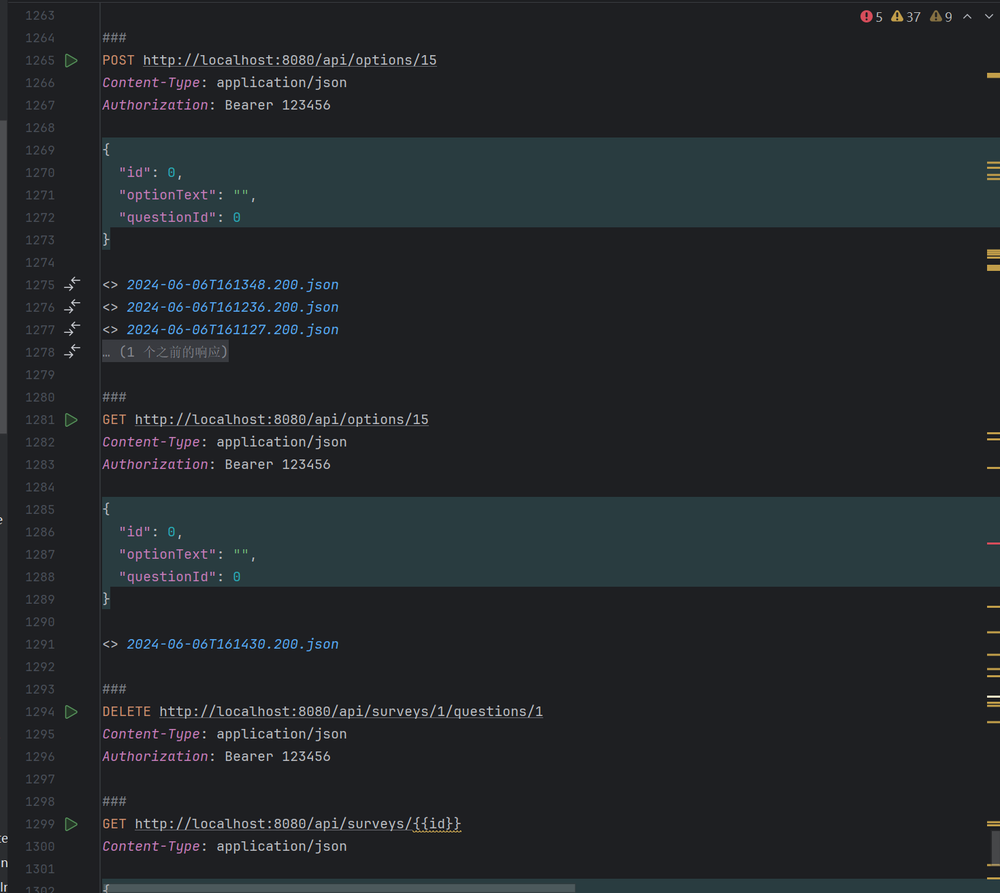 5 37 9
1263
1264 ###
1265 POST http://localhost:8080/api/options/15
1266 Content-Type: application/json
1267 Authorization: Bearer 123456
1268
1269 {
1270 "id": 0,
1271 "optionText": "",
1272 "questionId": 0
1273 }
1274
1275 <> 2024-06-06T161348.200.json
1276 <> 2024-06-06T161236.200.json
1277 <> 2024-06-06T161127.200.json
1278 … (1 个之前的响应)
1279
1280 ###
1281 GET http://localhost:8080/api/options/15
1282 Content-Type: application/json
1283 Authorization: Bearer 123456
1284
1285 {
1286 "id": 0,
1287 "optionText": "",
1288 "questionId": 0
1289 }
1290
1291 <> 2024-06-06T161430.200.json
1292
1293 ###
1294 DELETE http://localhost:8080/api/surveys/1/questions/1
1295 Content-Type: application/json
1296 Authorization: Bearer 123456
1297
1298 ###
1299 GET http://localhost:8080/api/surveys/{{id}}
1300 Content-Type: application/json
1301
1302 {